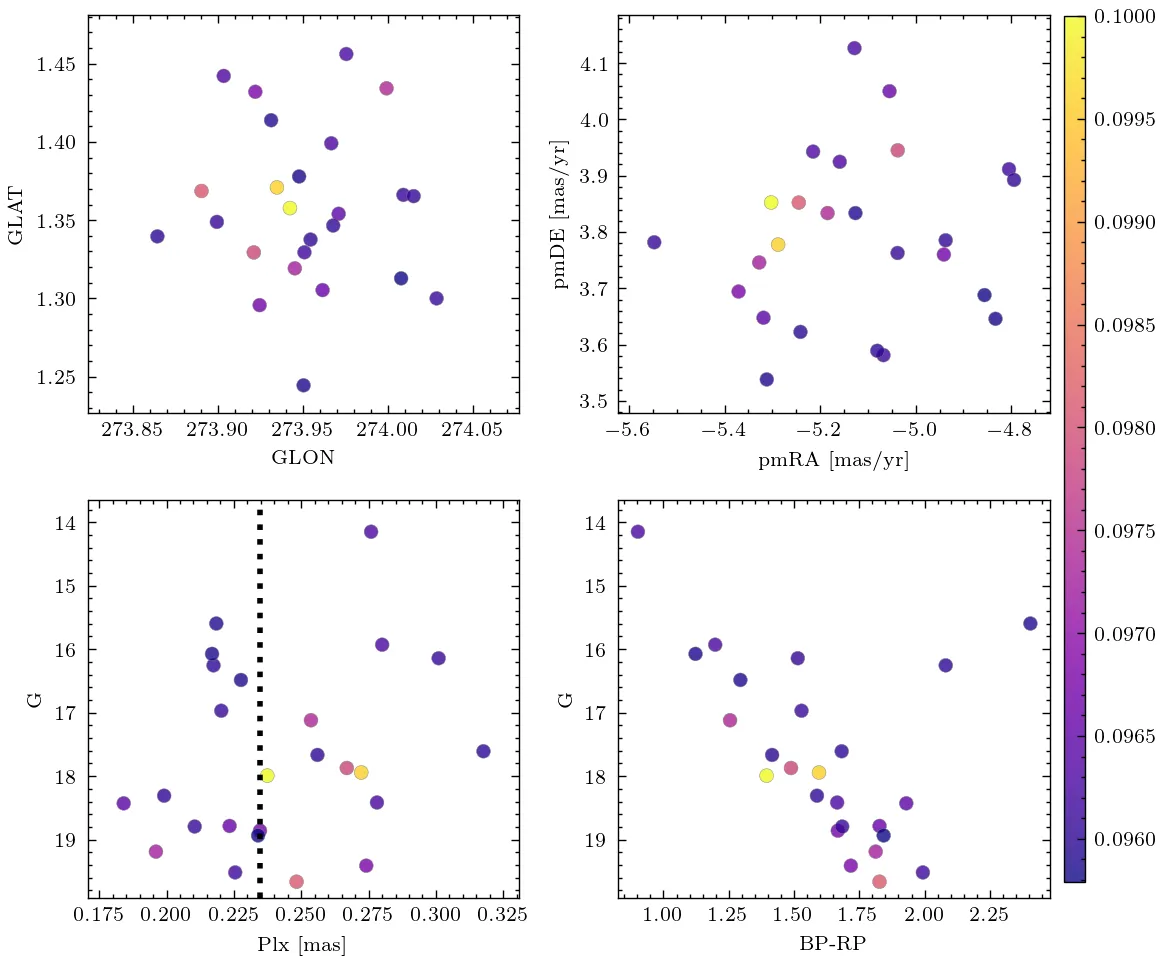 1.45
1.40
1.35
1.30
1.25
GLAT
273.85 273.90 273.95 274.00 274.05
GLON
4.1
4.0
3.9
3.8
3.7
3.6
3.5
pmDE [mas/yr]
−5.6 −5.4 −5.2 −5.0 −4.8
pmRA [mas/yr]
14
15
16
17
18
19
G
0.175 0.200 0.225 0.250 0.275 0.300 0.325
Plx [mas]
14
15
16
17
18
19
G
1.00 1.25 1.50 1.75 2.00 2.25
BP-RP
0.1000
0.0995
0.0990
0.0985
0.0980
0.0975
0.0970
0.0965
0.0960